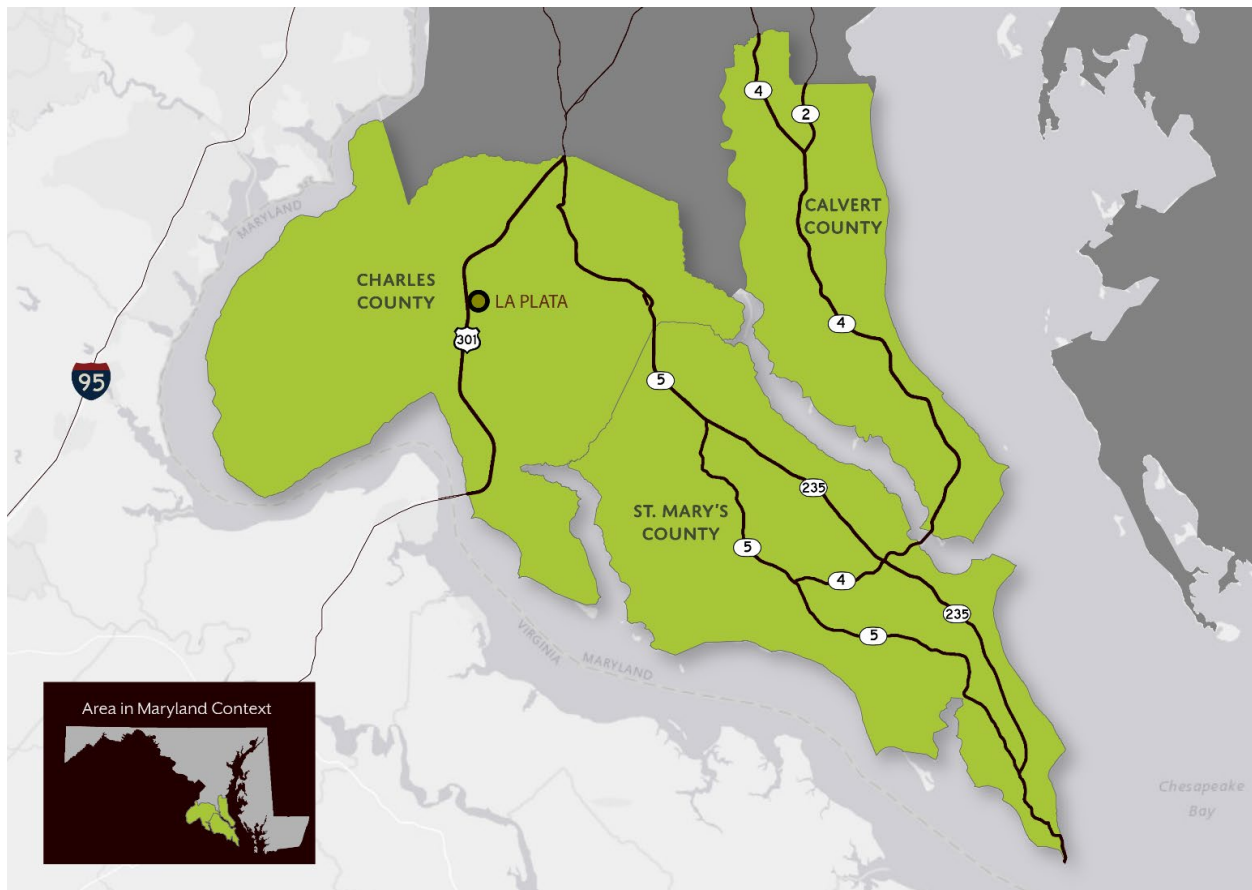 4
2
MARYLAND
CALVERT
COUNTY
CHARLES
COUNTY
LA PLATA
4
301
95
5
235
ST. MARY'S
COUNTY
5
4
235
5
VIRGINIA
MARYLAND
Area in Maryland Context
Chesapeake
Bay